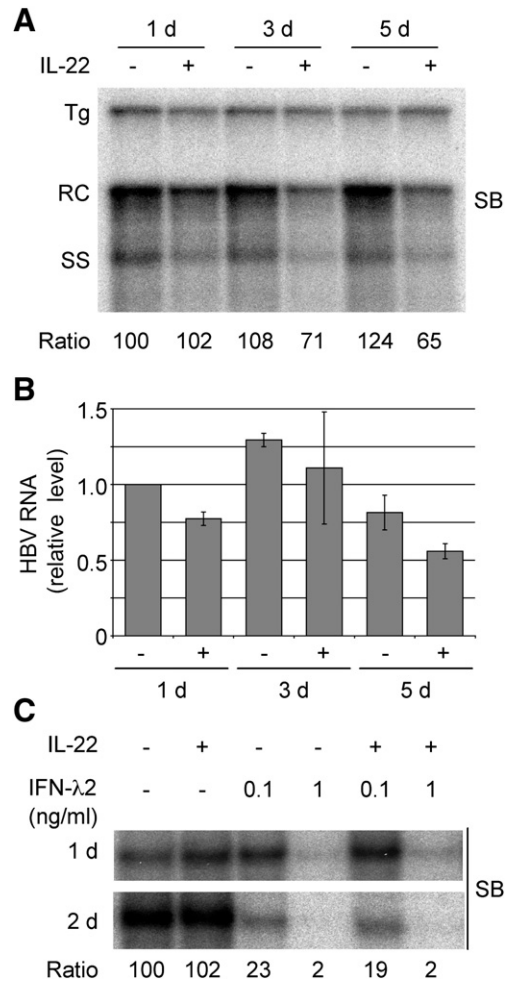 A
1 d 3 d 5 d
IL-22 - + - + - +
Tg
RC
SB
SS
Ratio 100 102 108 71 124 65
B
HBV RNA
(relative level)
1.5
1.0
0.5
0
- + - + - +
1 d 3 d 5 d
C
IL-22 - + - - + +
IFN-λ2 - - 0.1 1 0.1 1
(ng/ml)
1 d
SB
2 d
Ratio 100 102 23 2 19 2